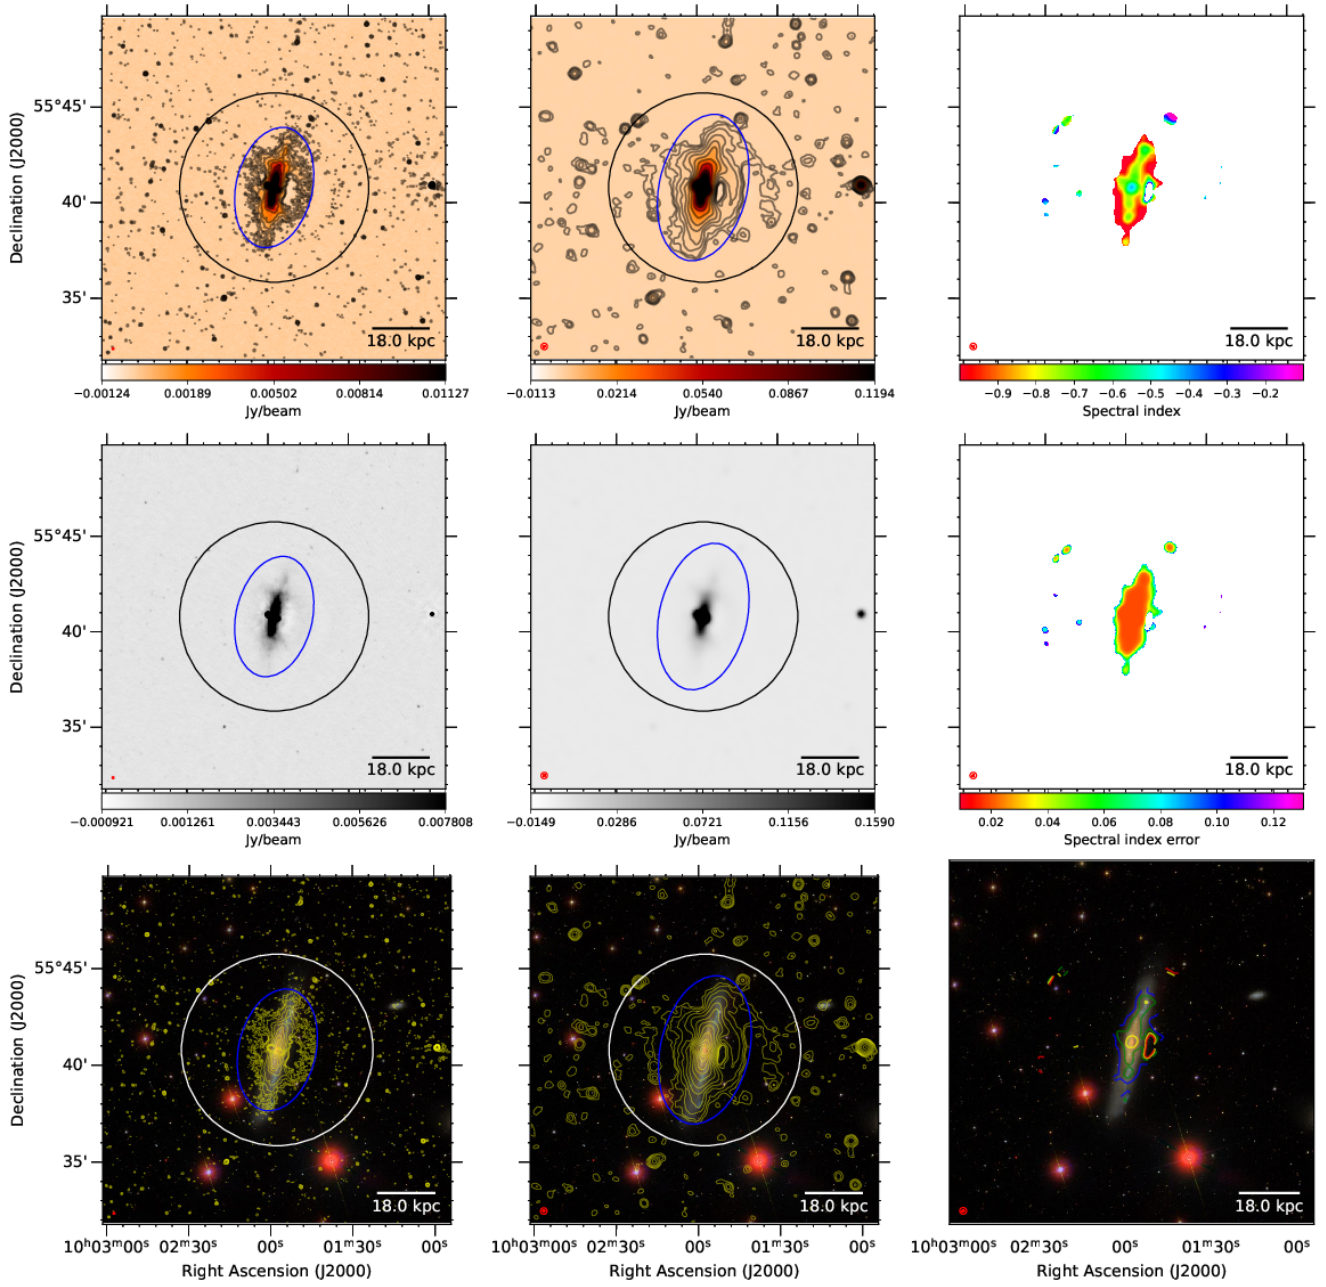 Declination (J2000)
55°45'
40'
35'
18.0 kpc
18.0 kpc
18.0 kpc
−0.00124 0.00189 0.00502 0.00814 0.01127
Jy/beam
−0.0113 0.0214 0.0540 0.0867 0.1194
Jy/beam
−0.9 −0.8 −0.7 −0.6 −0.5 −0.4 −0.3 −0.2
Spectral index
Declination (J2000)
55°45'
40'
35'
18.0 kpc
18.0 kpc
18.0 kpc
−0.000921 0.001261 0.003443 0.005626 0.007808
Jy/beam
−0.0149 0.0286 0.0721 0.1156 0.1590
Jy/beam
0.02 0.04 0.06 0.08 0.10 0.12
Spectral index error
Declination (J2000)
55°45'
40'
35'
18.0 kpc
18.0 kpc
18.0 kpc
10ʰ03ᵐ00ˢ 02ᵐ30ˢ 00ˢ 01ᵐ30ˢ 00ˢ
Right Ascension (J2000)
10ʰ03ᵐ00ˢ 02ᵐ30ˢ 00ˢ 01ᵐ30ˢ 00ˢ
Right Ascension (J2000)
10ʰ03ᵐ00ˢ 02ᵐ30ˢ 00ˢ 01ᵐ30ˢ 00ˢ
Right Ascension (J2000)